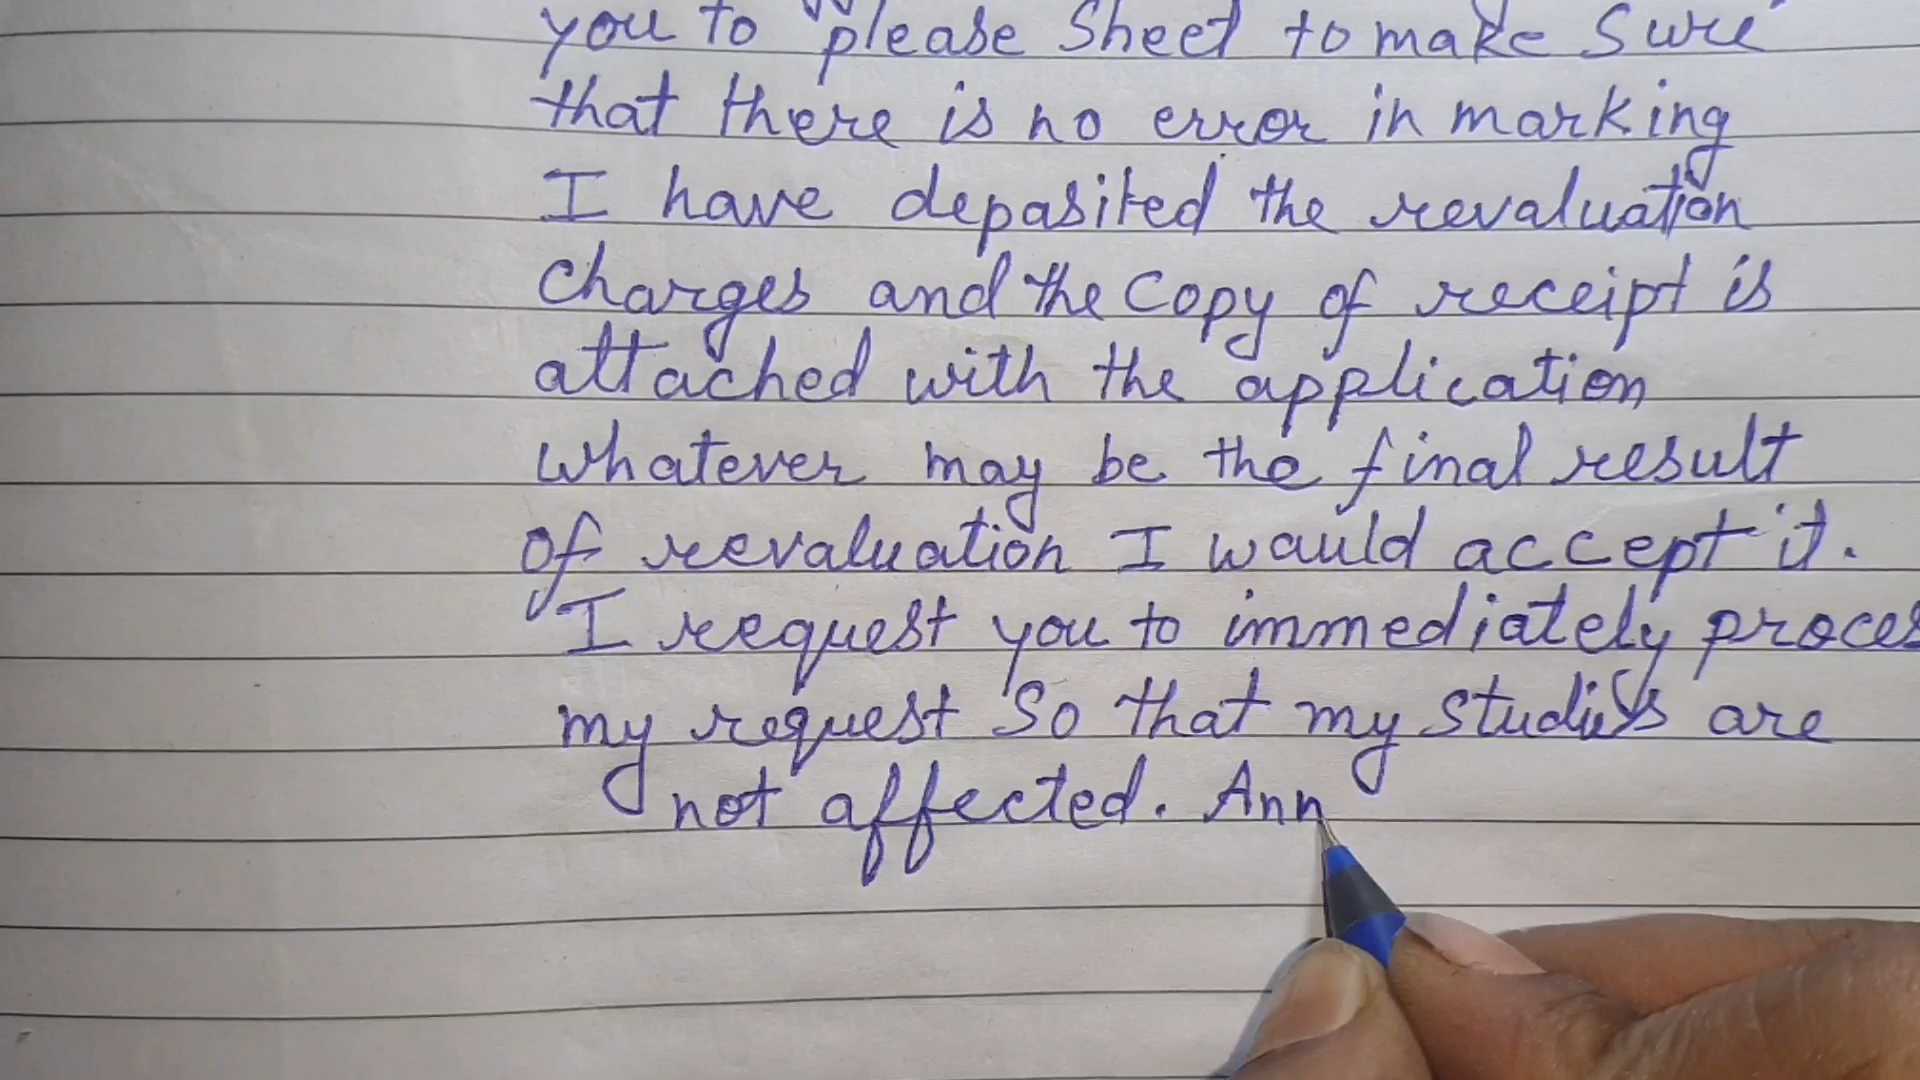 you to please Sheet to make Sure
that there is no error in marking
I have depasited the revaluation
Charges and the Copy of receipt is
attached with the application
whatever may be the final result
of revaluation I would accept it.
I request you to immediately proces
my request So that my studies are
not affected. Ann